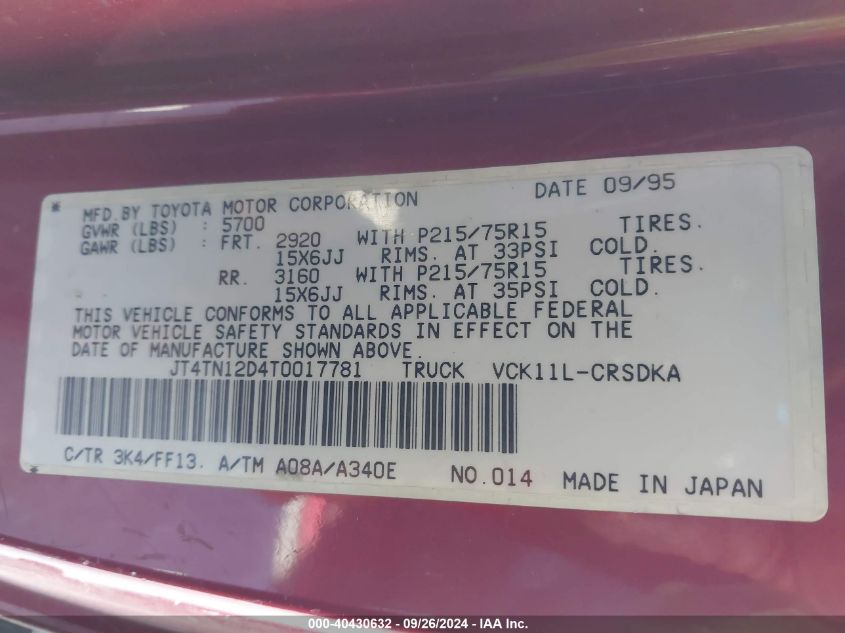 MFD. BY TOYOTA MOTOR CORPORATION DATE 09/95
GVWR (LBS) : 5700
GAWR (LBS) : FRT. 2920 WITH P215/75R15 TIRES.
15X6JJ RIMS. AT 33PSI COLD.
RR. 3160 WITH P215/75R15 TIRES.
15X6JJ RIMS. AT 35PSI COLD.
THIS VEHICLE CONFORMS TO ALL APPLICABLE FEDERAL
MOTOR VEHICLE SAFETY STANDARDS IN EFFECT ON THE
DATE OF MANUFACTURE SHOWN ABOVE.
JT4TN12D4T0017781 TRUCK VCK11L-CRSDKA
C/TR 3K4/FF13. A/TM A08A/A340E NO.014 MADE IN JAPAN
000-40430632 - 09/26/2024 - IAA Inc.